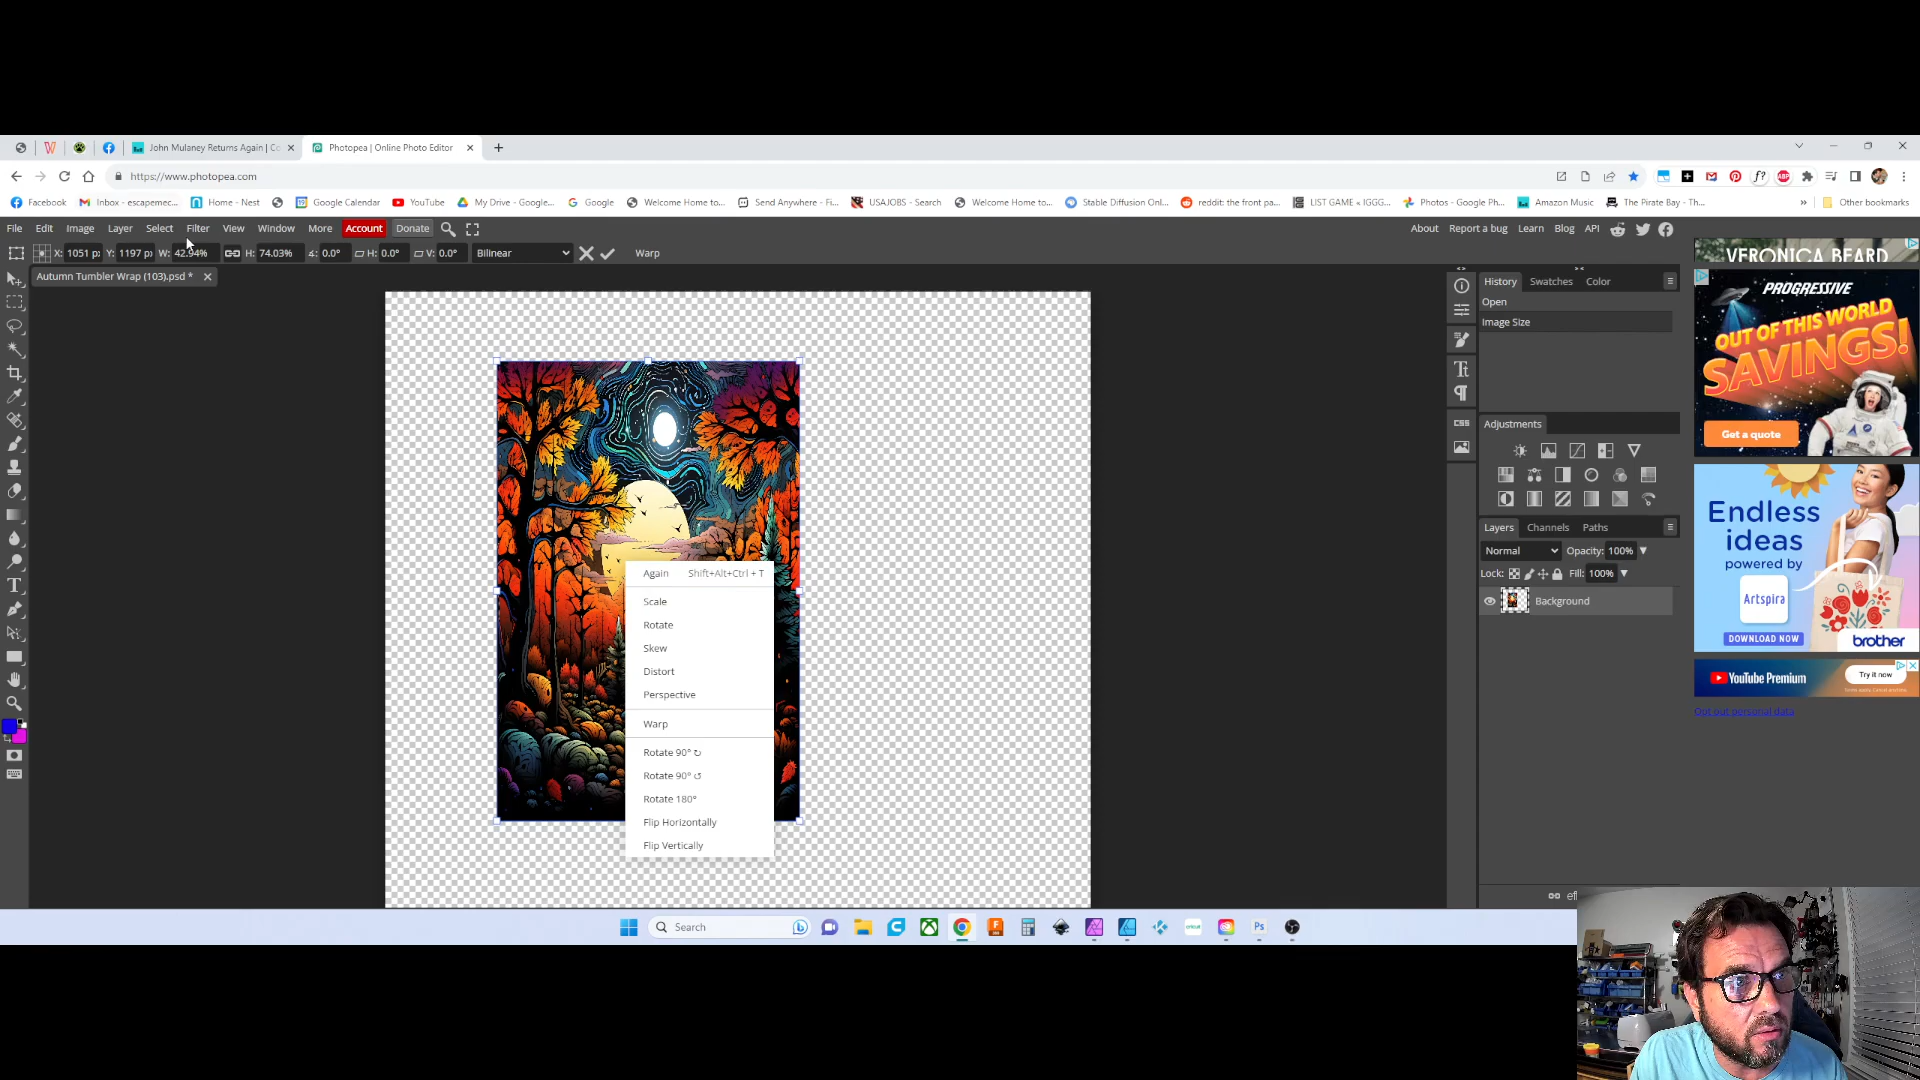 John Mulaney Returns Again | Co
Photopea | Online Photo Editor
https://www.photopea.com
Facebook
Inbox - escapemec...
Home - Nest
Google Calendar
YouTube
My Drive - Google...
Google
Welcome Home to...
Send Anywhere - Fi...
USAJOBS - Search
Welcome Home to...
Stable Diffusion Onl...
reddit: the front pa...
LIST GAME « IGGG...
Photos - Google Ph...
Amazon Music
The Pirate Bay - Th...
»
Other bookmarks
File Edit Image Layer Select Filter View Window More Account Donate
About Report a bug Learn Blog API
X: 1051 p: Y: 1197 p: W: 42.94% H: 74.03% 0.0° H: 0.0° V: 0.0° Bilinear Warp
Autumn Tumbler Wrap (103).psd *
History Swatches Color
Open
Image Size
CSS
Adjustments
Layers Channels Paths
Normal Opacity: 100%
Lock: Fill: 100%
Background
eff
Again Shift+Alt+Ctrl + T
Scale
Rotate
Skew
Distort
Perspective
Warp
Rotate 90° ↻
Rotate 90° ↺
Rotate 180°
Flip Horizontally
Flip Vertically
VERONICA BEARD
PROGRESSIVE
OUT OF THIS WORLD
SAVINGS!
Get a quote
Endless
ideas
powered by
Artspira
DOWNLOAD NOW
brother
YouTube Premium
Try it now
Opt out personal data
Search
Ps